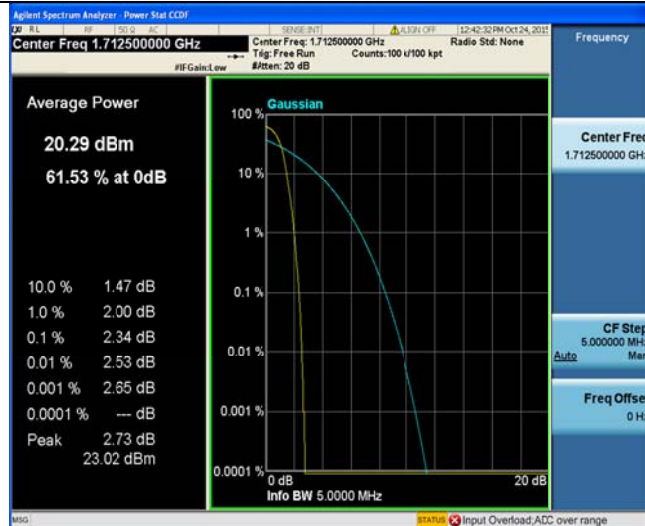 Agilent Spectrum Analyzer - Power Stat CCDF
RL RF 50 Ω AC SENSE:INT ALIGN OFF 12:42:32 PM Oct 24, 201
Center Freq 1.712500000 GHz
Center Freq: 1.712500000 GHz Radio Std: None
Trig: Free Run Counts:100 k/100 kpt
#IFGain:Low #Atten: 20 dB
Frequency
Average Power
20.29 dBm
61.53 % at 0dB
10.0 % 1.47 dB
1.0 % 2.00 dB
0.1 % 2.34 dB
0.01 % 2.53 dB
0.001 % 2.65 dB
0.0001 % --- dB
Peak 2.73 dB
23.02 dBm
Gaussian
100 %
10 %
1 %
0.1 %
0.01 %
0.001 %
0.0001 %
0 dB 20 dB
Info BW 5.0000 MHz
Center Freq
1.712500000 GHz
CF Step
5.000000 MHz
Auto Man
Freq Offse
0 Hz
MSG STATUS Input Overload;ADC over range